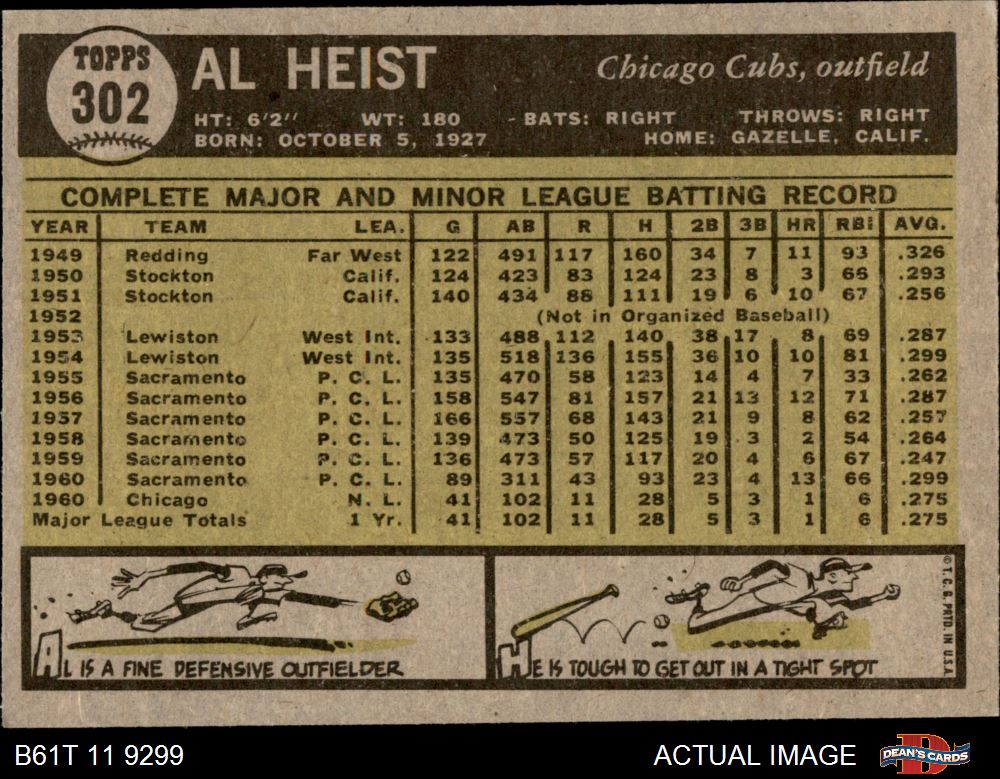 TOPPS
302
AL HEIST
Chicago Cubs, outfield
HT: 6'2" WT: 180 - BATS: RIGHT THROWS: RIGHT
BORN: OCTOBER 5, 1927 HOME: GAZELLE, CALIF.
COMPLETE MAJOR AND MINOR LEAGUE BATTING RECORD
YEAR TEAM LEA. G AB R H 2B 3B HR RBI AVG.
1949 Redding Far West 122 491 117 160 34 7 11 93 .326
1950 Stockton Calif. 124 423 83 124 23 8 3 66 .293
1951 Stockton Calif. 140 434 88 111 19 6 10 67 .256
1952 (Not in Organized Baseball)
1953 Lewiston West Int. 133 488 112 140 38 17 8 69 .287
1954 Lewiston West Int. 135 518 136 155 36 10 10 81 .299
1955 Sacramento P. C. L. 135 470 58 123 14 4 7 33 .262
1956 Sacramento P. C. L. 158 547 81 157 21 13 12 71 .287
1957 Sacramento P. C. L. 166 557 68 143 21 9 8 62 .257
1958 Sacramento P. C. L. 139 473 50 125 19 3 2 54 .264
1959 Sacramento P. C. L. 136 473 57 117 20 4 6 67 .247
1960 Sacramento P. C. L. 89 311 43 93 23 4 13 66 .299
1960 Chicago N. L. 41 102 11 28 5 3 1 6 .275
Major League Totals 1 Yr. 41 102 11 28 5 3 1 6 .275
AL IS A FINE DEFENSIVE OUTFIELDER
HE IS TOUGH TO GET OUT IN A TIGHT SPOT
© T. C. G. PRTD. IN U.S.A.
B61T 11 9299
ACTUAL IMAGE
DEAN'S CARDS